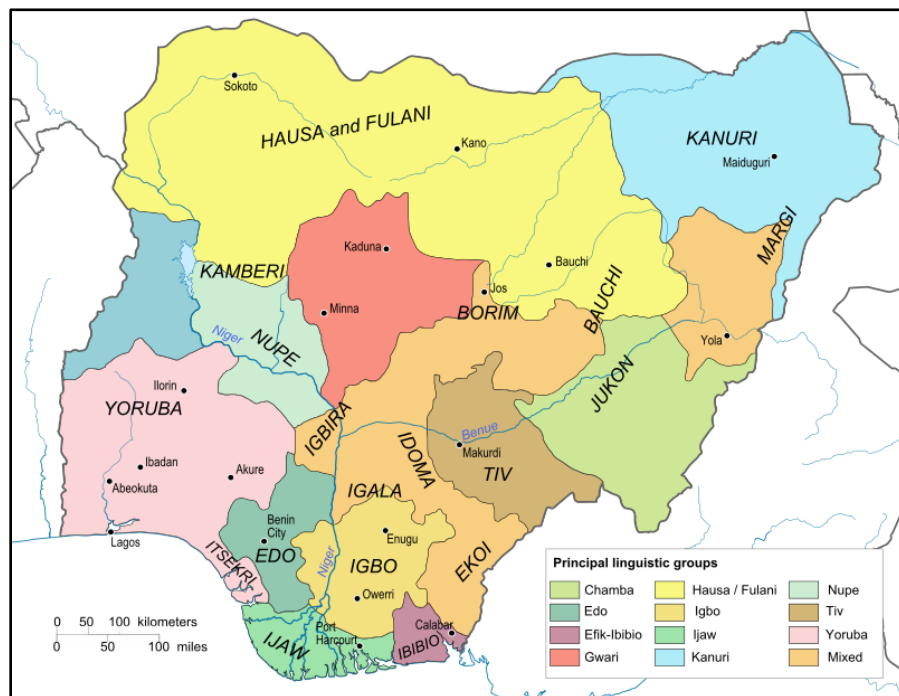 Sokoto
HAUSA and FULANI
Kano
KANURI
Maiduguri
MARGI
Kaduna
KAMBERI
Bauchi
BAUCHI
Jos
BORIM
Minna
Niger
NUPE
Yola
JUKON
Ilorin
YORUBA
IGBIRA
Benue
IDOMA
Makurdi
TIV
Ibadan
Akure
Abeokuta
IGALA
Lagos
Benin
City
EDO
ITSEKRI
Niger
Enugu
IGBO
EKOI
Owerri
Port
Harcourt
IJAW
Calabar
IBIBIO
0 50 100 kilometers
0 50 100 miles
Principal linguistic groups
Chamba
Edo
Efik-Ibibio
Gwari
Hausa / Fulani
Igbo
Ijaw
Kanuri
Nupe
Tiv
Yoruba
Mixed